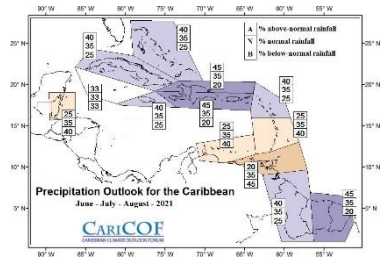 90° W 85° W 80° W 75° W 70° W 65° W 60° W 55° W
25° N
20° N
15° N
10° N
5° N
A % above-normal rainfall
N % normal rainfall
B % below-normal rainfall
40
35
25
40
35
25
45
35
20
33
33
33
40
35
25
25
35
40
40
35
25
45
35
20
25
35
40
25
35
40
20
35
45
40
35
25
45
35
20
Precipitation Outlook for the Caribbean
June - July - August - 2021
CARICOF
CARIBBEAN CLIMATE OUTLOOK FORUM
90° W 85° W 80° W 75° W 70° W 65° W 60° W 55° W